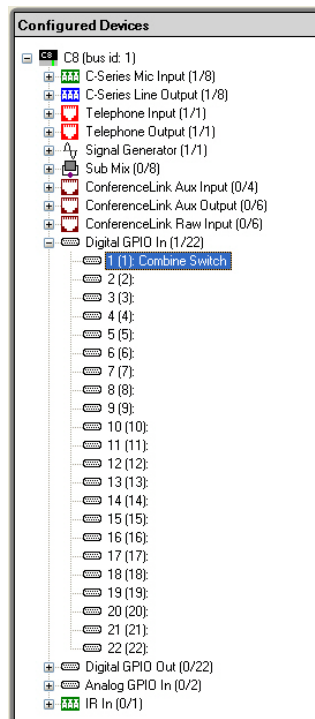 Configured Devices
C8 C8 (bus id: 1)
C-Series Mic Input (1/8)
C-Series Line Output (1/8)
Telephone Input (1/1)
Telephone Output (1/1)
Signal Generator (1/1)
Sub Mix (0/8)
ConferenceLink Aux Input (0/4)
ConferenceLink Aux Output (0/6)
ConferenceLink Raw Input (0/6)
Digital GPIO In (1/22)
1 (1): Combine Switch
2 (2):
3 (3):
4 (4):
5 (5):
6 (6):
7 (7):
8 (8):
9 (9):
10 (10):
11 (11):
12 (12):
13 (13):
14 (14):
15 (15):
16 (16):
17 (17):
18 (18):
19 (19):
20 (20):
21 (21):
22 (22):
Digital GPIO Out (0/22)
Analog GPIO In (0/2)
IR In (0/1)